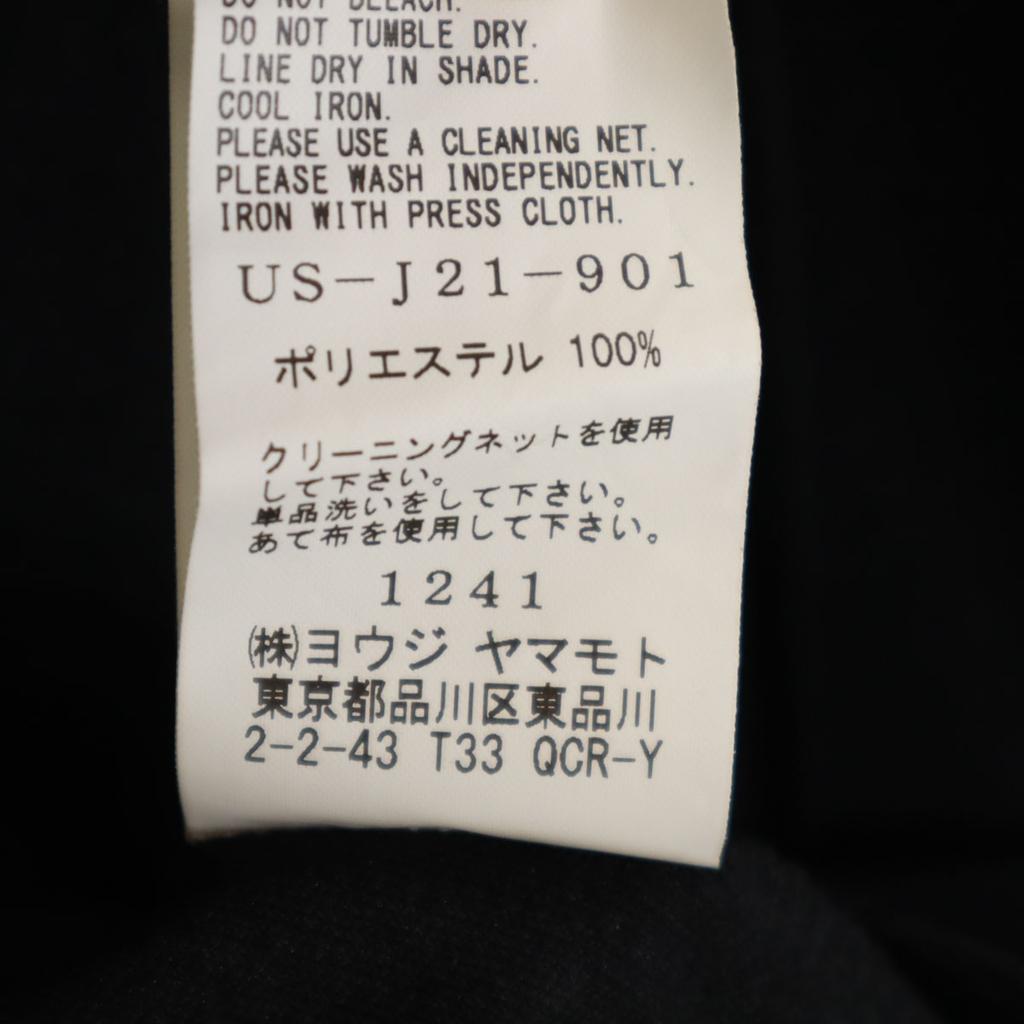 DO NOT BLEACH.
DO NOT TUMBLE DRY.
LINE DRY IN SHADE.
COOL IRON.
PLEASE USE A CLEANING NET.
PLEASE WASH INDEPENDENTLY.
IRON WITH PRESS CLOTH.
US-J21-901
ポリエステル 100%
クリーニングネットを使用
して下さい。
単品洗いをして下さい。
あて布を使用して下さい。
1241
㈱ヨウジ ヤマモト
東京都品川区東品川
2-2-43 T33 QCR-Y